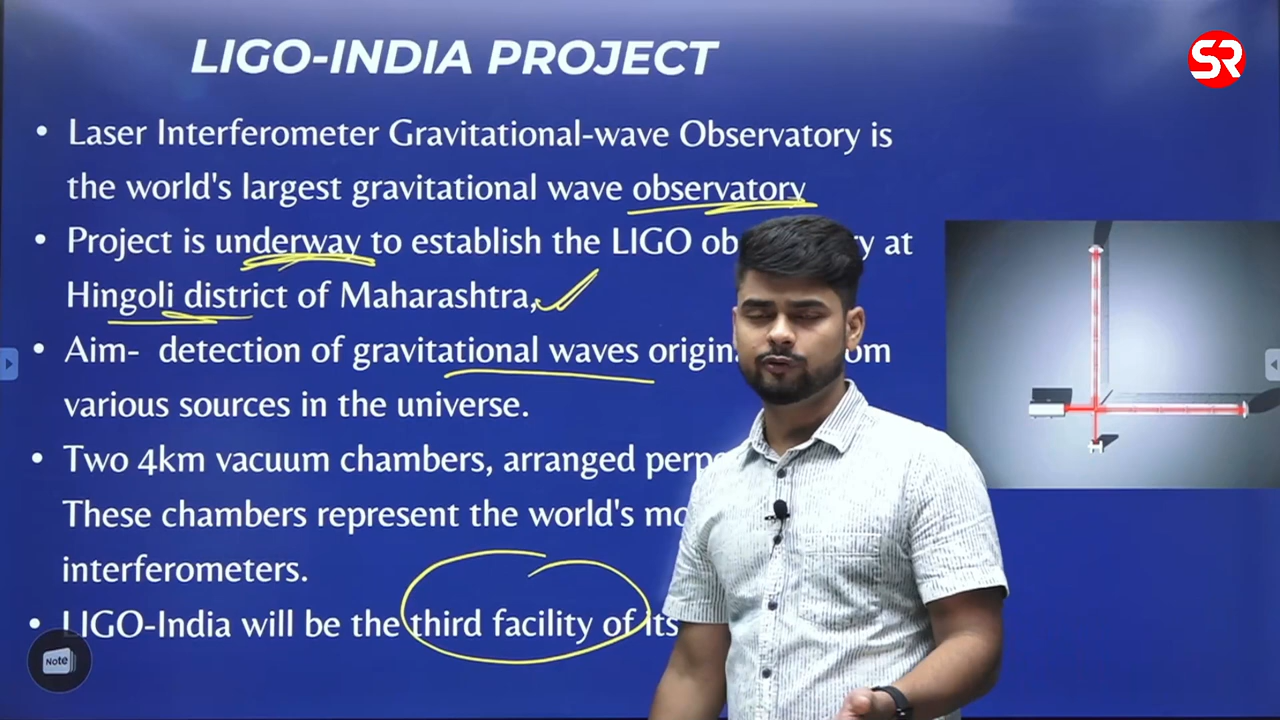 LIGO-INDIA PROJECT
SR
• Laser Interferometer Gravitational-wave Observatory is
the world's largest gravitational wave observatory
• Project is underway to establish the LIGO ob y at
Hingoli district of Maharashtra,
• Aim- detection of gravitational waves origin om
various sources in the universe.
• Two 4km vacuum chambers, arranged perp
These chambers represent the world's mo
interferometers.
• LIGO-India will be the third facility of its
Note